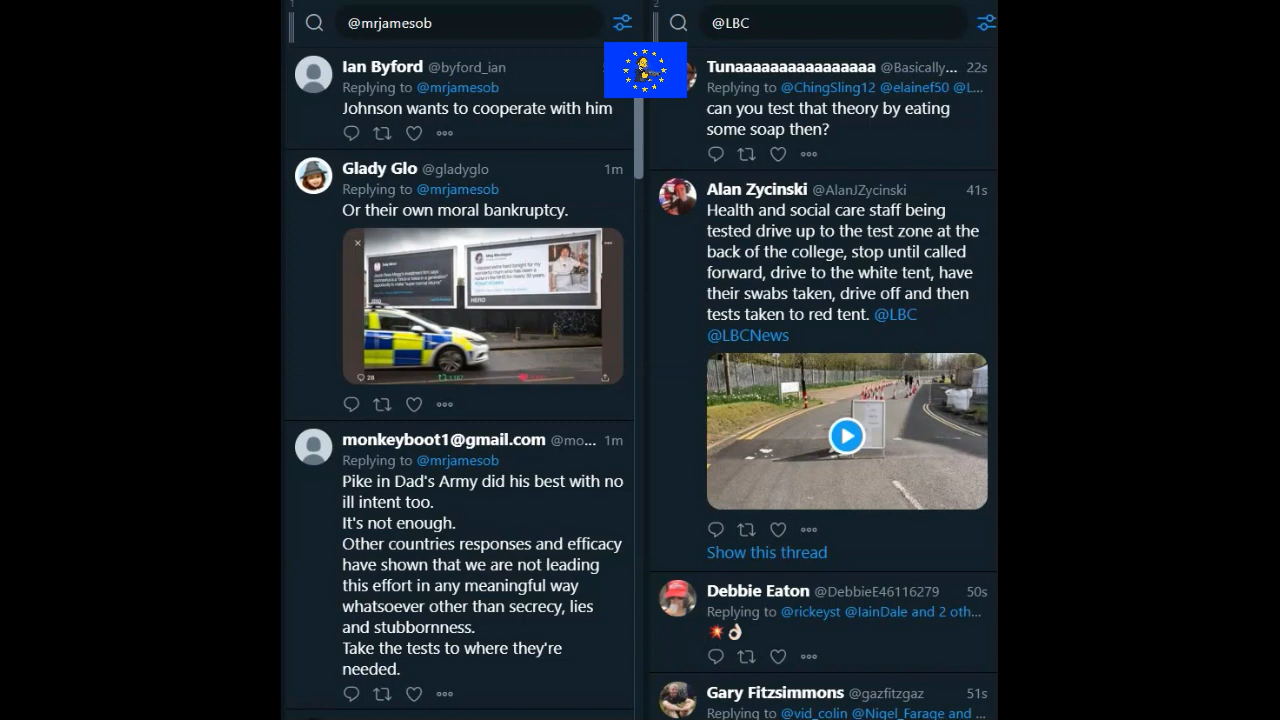 1
@mrjamesob
Ian Byford @byford_ian
Replying to @mrjamesob
Johnson wants to cooperate with him
Glady Glo @gladyglo 1m
Replying to @mrjamesob
Or their own moral bankruptcy.
HERO
28
monkeyboot1@gmail.com @mo... 1m
Replying to @mrjamesob
Pike in Dad's Army did his best with no
ill intent too.
It's not enough.
Other countries responses and efficacy
have shown that we are not leading
this effort in any meaningful way
whatsoever other than secrecy, lies
and stubbornness.
Take the tests to where they're
needed.
2
@LBC
Tunaaaaaaaaaaaaaaaa @Basically... 22s
Replying to @ChingSling12 @elainef50 @L...
can you test that theory by eating
some soap then?
Alan Zycinski @AlanJZycinski 41s
Health and social care staff being
tested drive up to the test zone at the
back of the college, stop until called
forward, drive to the white tent, have
their swabs taken, drive off and then
tests taken to red tent. @LBC
@LBCNews
Show this thread
Debbie Eaton @DebbieE46116279 50s
Replying to @rickeyst @IainDale and 2 oth...
Gary Fitzsimmons @gazfitzgaz 51s
Replying to @vid_colin @Nigel_Farage and ...